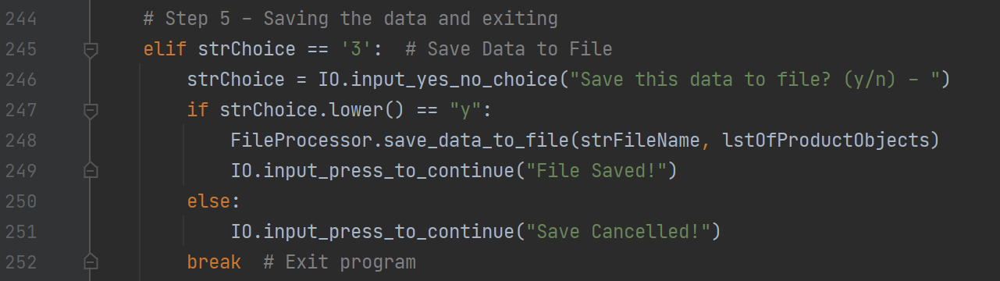 244 # Step 5 - Saving the data and exiting
245 elif strChoice == '3':  # Save Data to File
246 strChoice = IO.input_yes_no_choice("Save this data to file? (y/n) - ")
247 if strChoice.lower() == "y":
248 FileProcessor.save_data_to_file(strFileName, lstOfProductObjects)
249 IO.input_press_to_continue("File Saved!")
250 else:
251 IO.input_press_to_continue("Save Cancelled!")
252 break  # Exit program